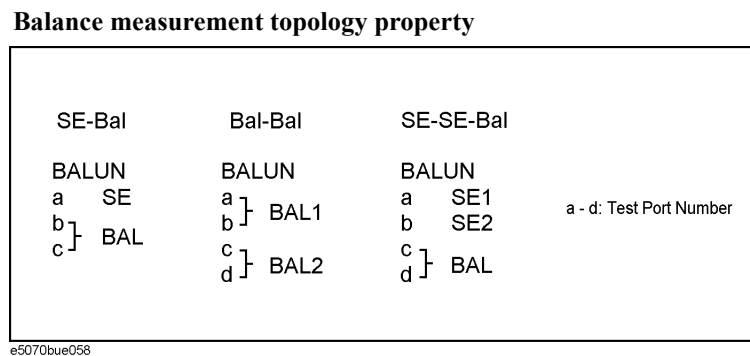 Balance measurement topology property
SE-Bal Bal-Bal SE-SE-Bal
BALUN BALUN BALUN
a SE a BAL1 a SE1
b BAL b b SE2
c c BAL2 c BAL
d d
a - d: Test Port Number
e5070bue058